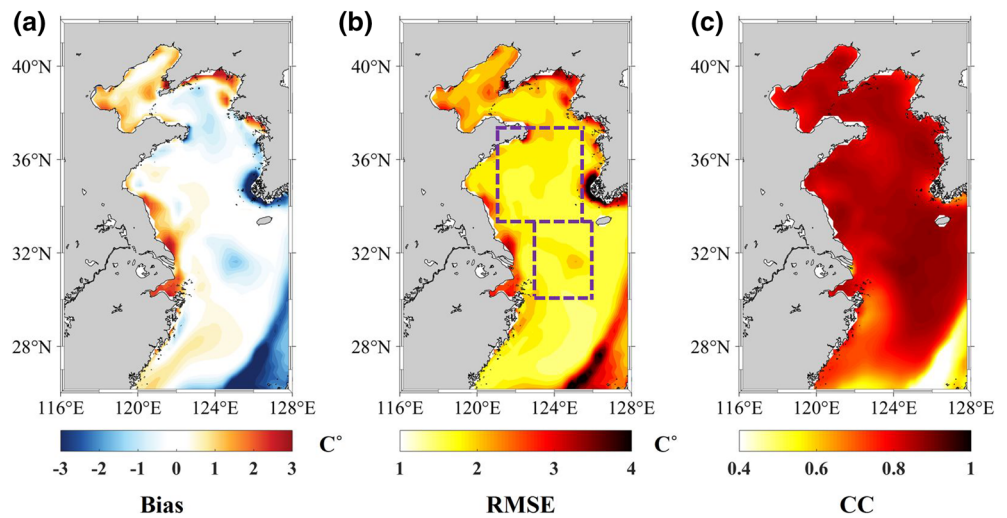 (a) (b) (c)
40°N 40°N 40°N
36°N 36°N 36°N
32°N 32°N 32°N
28°N 28°N 28°N
116°E 120°E 124°E 128°E 116°E 120°E 124°E 128°E 116°E 120°E 124°E 128°E
C° C°
-3 -2 -1 0 1 2 3 1 2 3 4 0.4 0.6 0.8 1
Bias RMSE CC